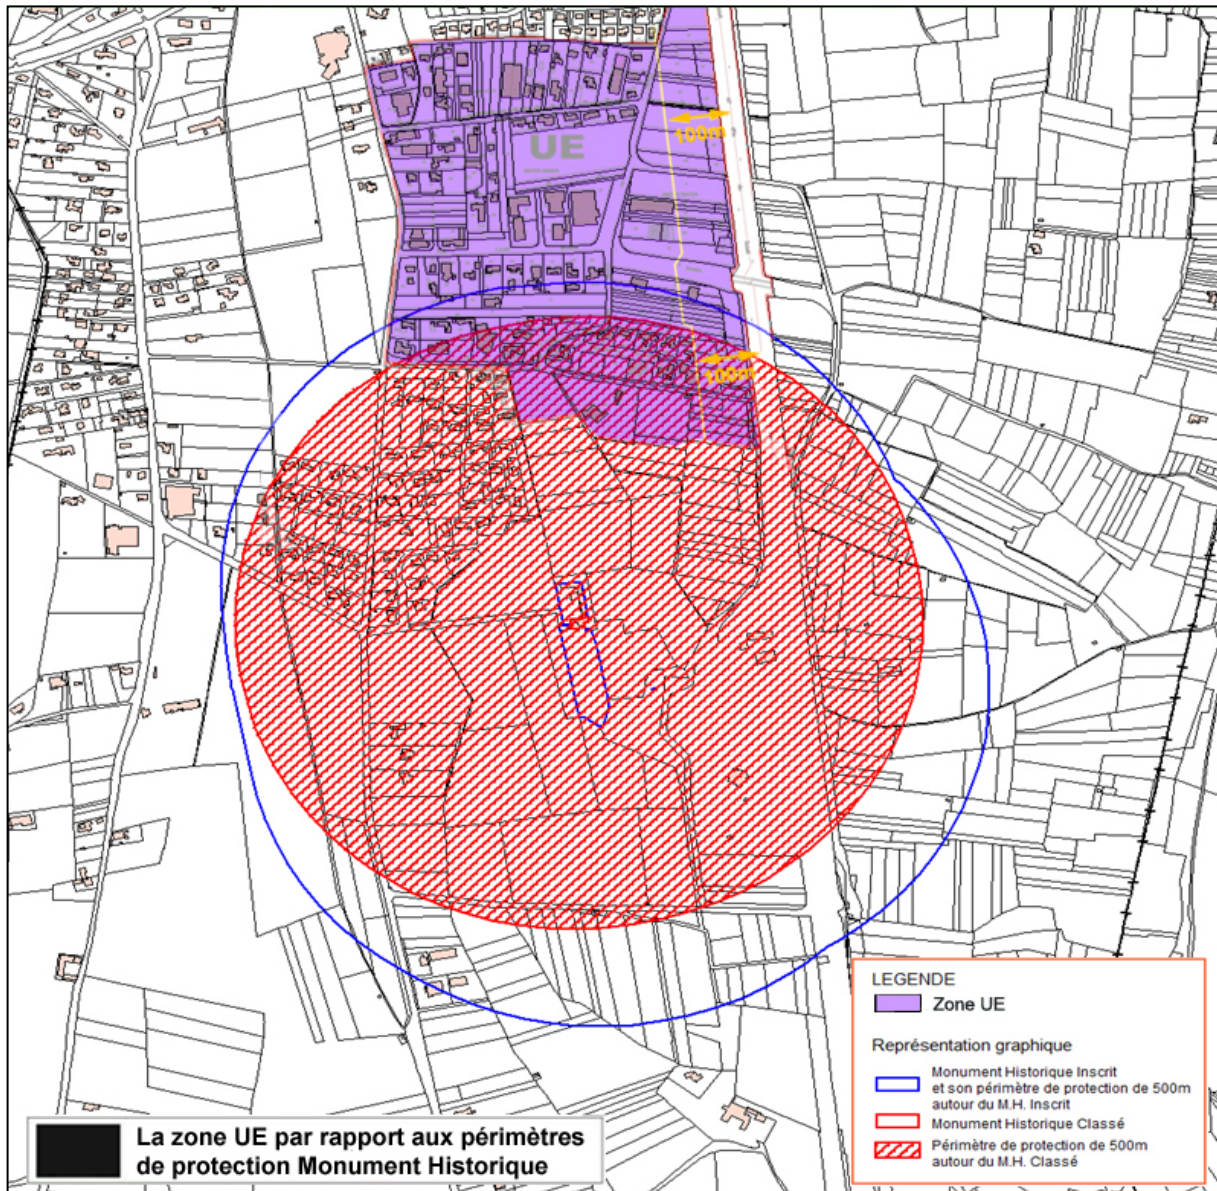 UE
100m
100m
LEGENDE
Zone UE
Représentation graphique
Monument Historique Inscrit
et son périmètre de protection de 500m
autour du M.H. Inscrit
Monument Historique Classé
Périmètre de protection de 500m
autour du M.H. Classé
La zone UE par rapport aux périmètres
de protection Monument Historique